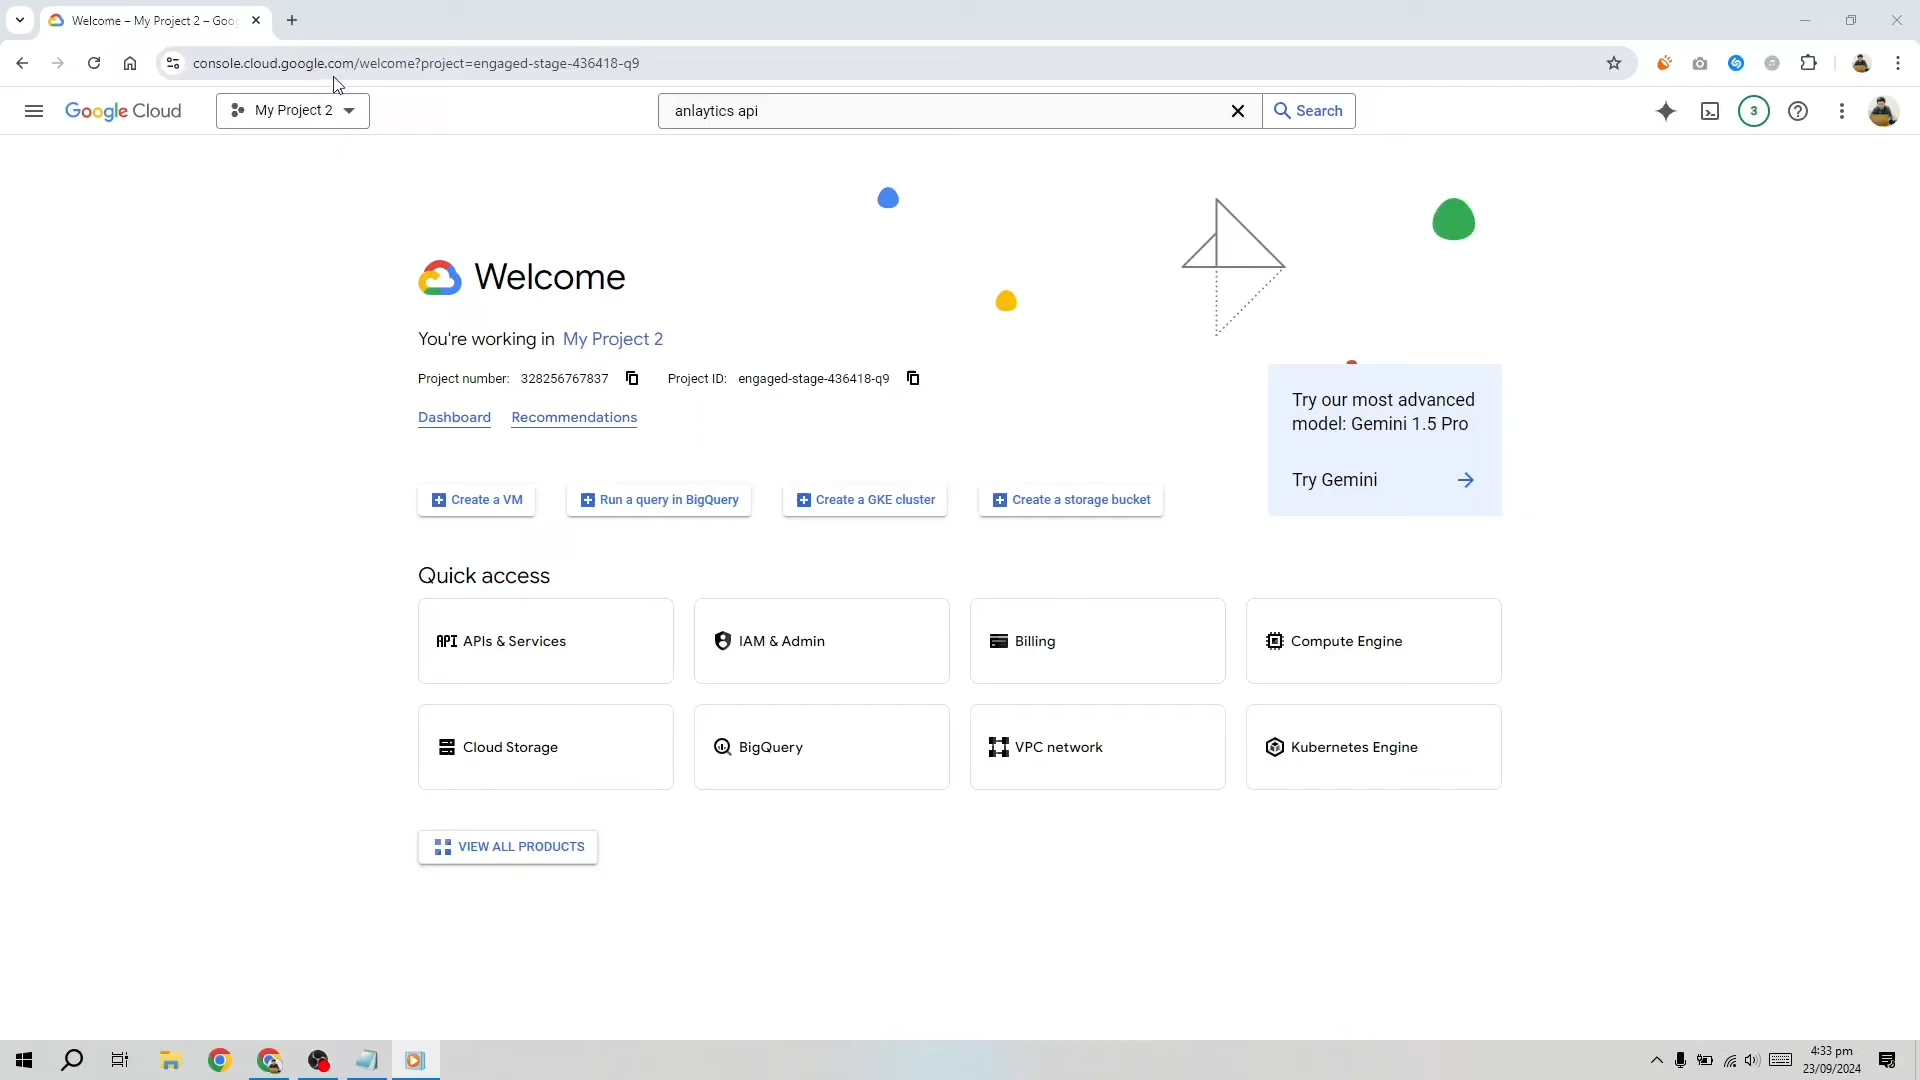 Welcome – My Project 2 – Goo
console.cloud.google.com/welcome?project=engaged-stage-436418-q9
Google Cloud
My Project 2
anlaytics api
Search
3
Welcome
You're working in My Project 2
Project number: 328256767837
Project ID: engaged-stage-436418-q9
Dashboard
Recommendations
Try our most advanced
model: Gemini 1.5 Pro
Try Gemini
Create a VM
Run a query in BigQuery
Create a GKE cluster
Create a storage bucket
Quick access
API APIs & Services
IAM & Admin
Billing
Compute Engine
Cloud Storage
BigQuery
VPC network
Kubernetes Engine
VIEW ALL PRODUCTS
4:33 pm
23/09/2024